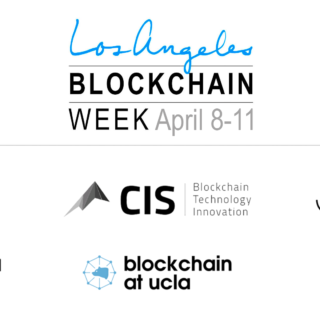 Los Angeles
BLOCKCHAIN
WEEK April 8-11
CIS Blockchain
Technology
Innovation
blockchain
at ucla